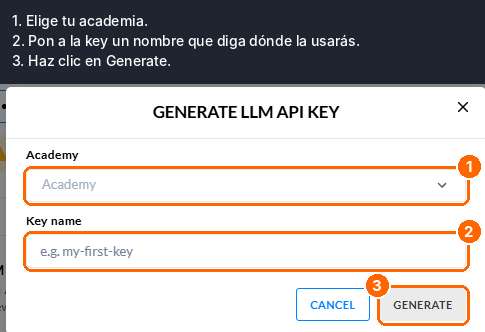 1. Elige tu academia.
2. Pon a la key un nombre que diga dónde la usarás.
3. Haz clic en Generate.
GENERATE LLM API KEY
Academy
1
Academy
Key name
2
e.g. my-first-key
3
CANCEL
GENERATE